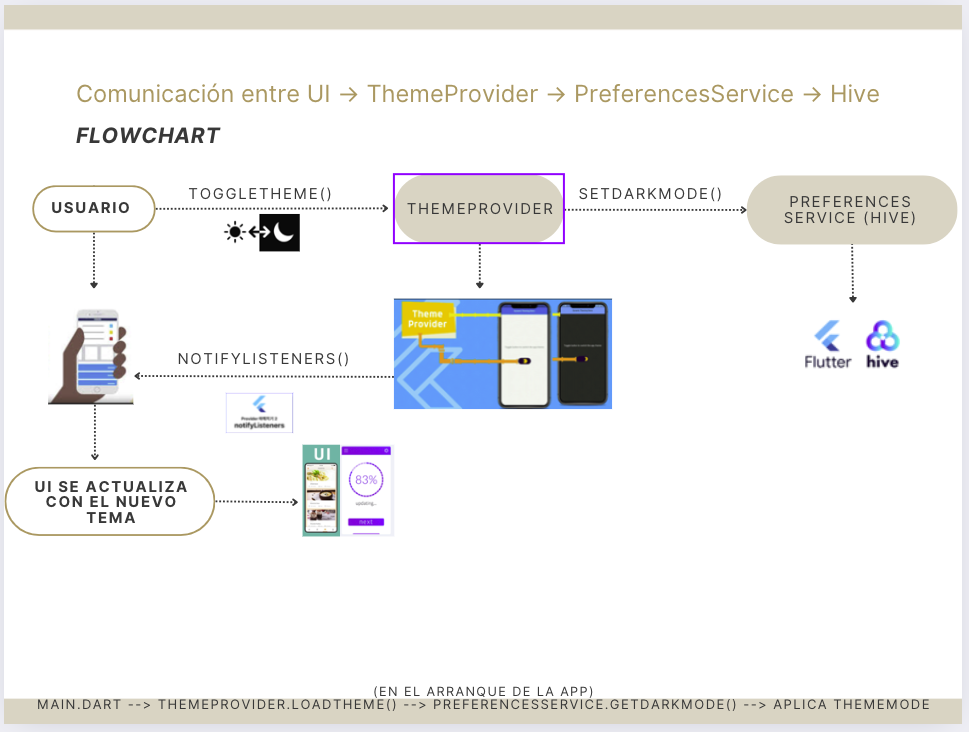 Comunicación entre UI → ThemeProvider → PreferencesService → Hive
FLOWCHART
USUARIO
TOGGLETHEME()
THEMEPROVIDER
SETDARKMODE()
PREFERENCES
SERVICE (HIVE)
Theme
Provider
Flutter
hive
NOTIFYLISTENERS()
notifyListeners
UI
83%
updating...
next
UI SE ACTUALIZA
CON EL NUEVO
TEMA
(EN EL ARRANQUE DE LA APP)
MAIN.DART --> THEMEPROVIDER.LOADTHEME() --> PREFERENCESSERVICE.GETDARKMODE() --> APLICA THEMEMODE